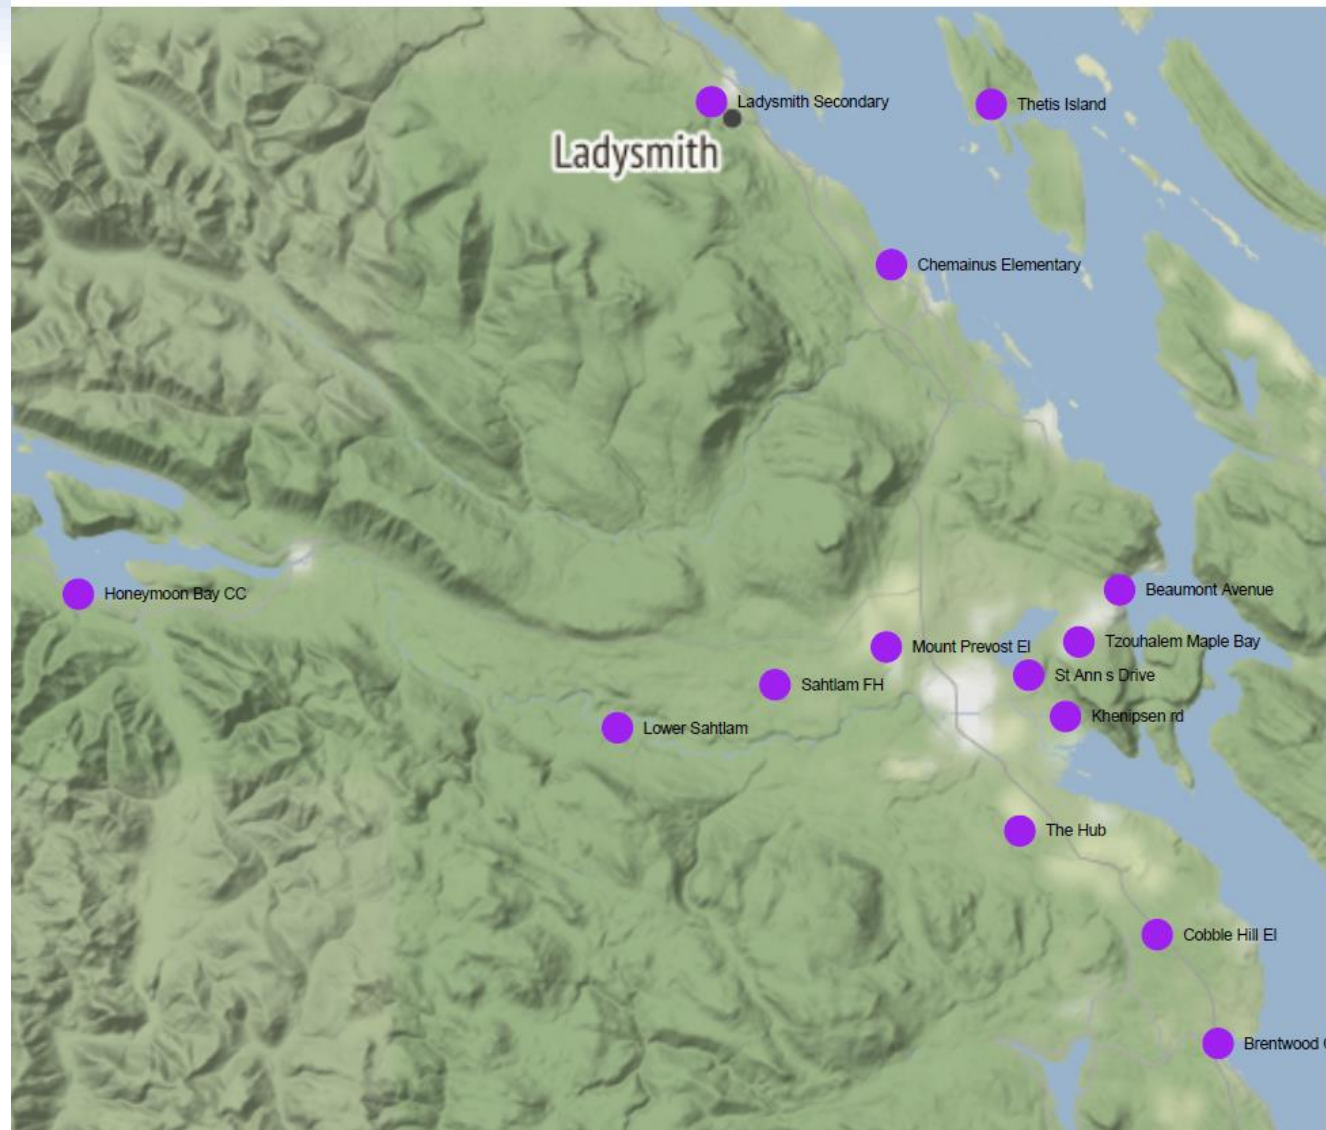 Ladysmith Secondary
Thetis Island
Ladysmith
Chemainus Elementary
Honeymoon Bay CC
Beaumont Avenue
Tzouhalem Maple Bay
Mount Prevost El
St Ann s Drive
Sahtlam FH
Khenipsen rd
Lower Sahtlam
The Hub
Cobble Hill El
Brentwood